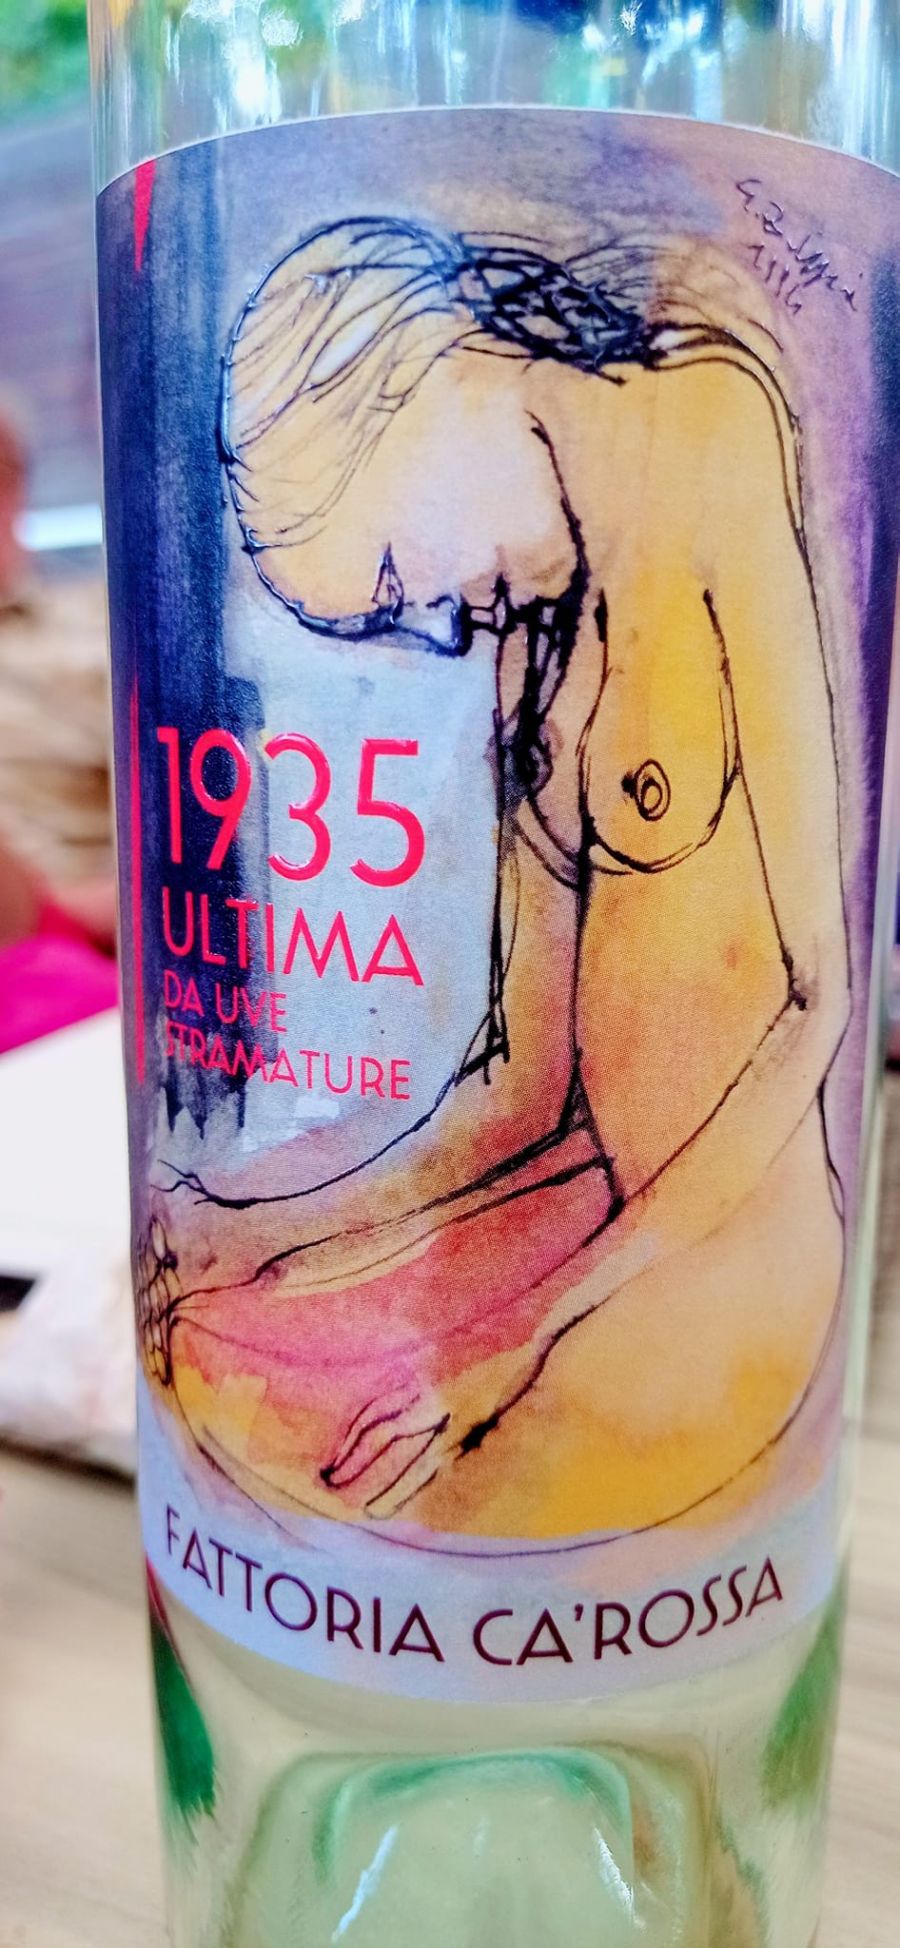 1935
ULTIMA
DA UVE
STRAMATURE
FATTORIA CA'ROSSA